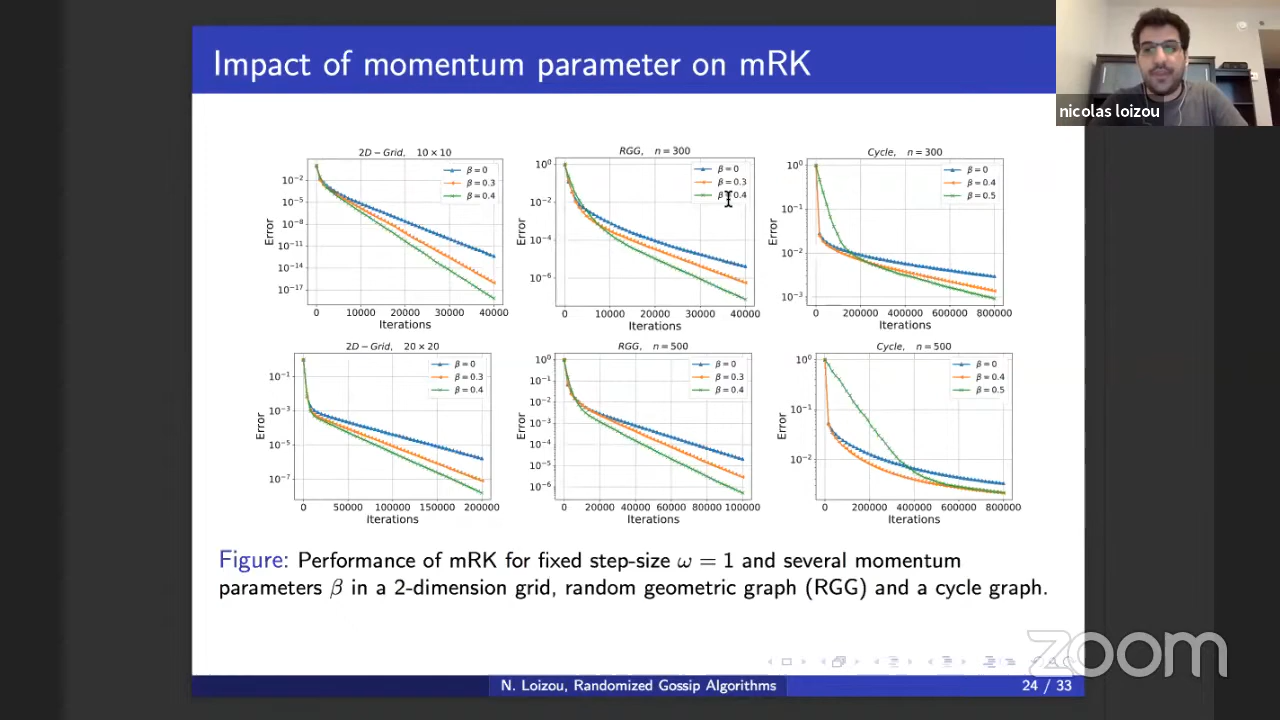 Impact of momentum parameter on mRK
nicolas loizou
2D−Grid, 10×10
β=0
β=0.3
β=0.4
10⁻²
10⁻⁵
10⁻⁸
10⁻¹¹
10⁻¹⁴
10⁻¹⁷
Error
0 10000 20000 30000 40000
Iterations
RGG, n=300
β=0
β=0.3
β=0.4
10⁰
10⁻²
10⁻⁴
10⁻⁶
Error
0 10000 20000 30000 40000
Iterations
Cycle, n=300
β=0
β=0.4
β=0.5
10⁰
10⁻¹
10⁻²
10⁻³
Error
0 200000 400000 600000 800000
Iterations
2D−Grid, 20×20
β=0
β=0.3
β=0.4
10⁻¹
10⁻³
10⁻⁵
10⁻⁷
Error
0 50000 100000 150000 200000
Iterations
RGG, n=500
β=0
β=0.3
β=0.4
10⁰
10⁻¹
10⁻²
10⁻³
10⁻⁴
10⁻⁵
10⁻⁶
Error
0 20000 40000 60000 80000 100000
Iterations
Cycle, n=500
β=0
β=0.4
β=0.5
10⁰
10⁻¹
10⁻²
Error
0 200000 400000 600000 800000
Iterations
Figure: Performance of mRK for fixed step-size ω = 1 and several momentum
parameters β in a 2-dimension grid, random geometric graph (RGG) and a cycle graph.
zoom
N. Loizou, Randomized Gossip Algorithms
24 / 33